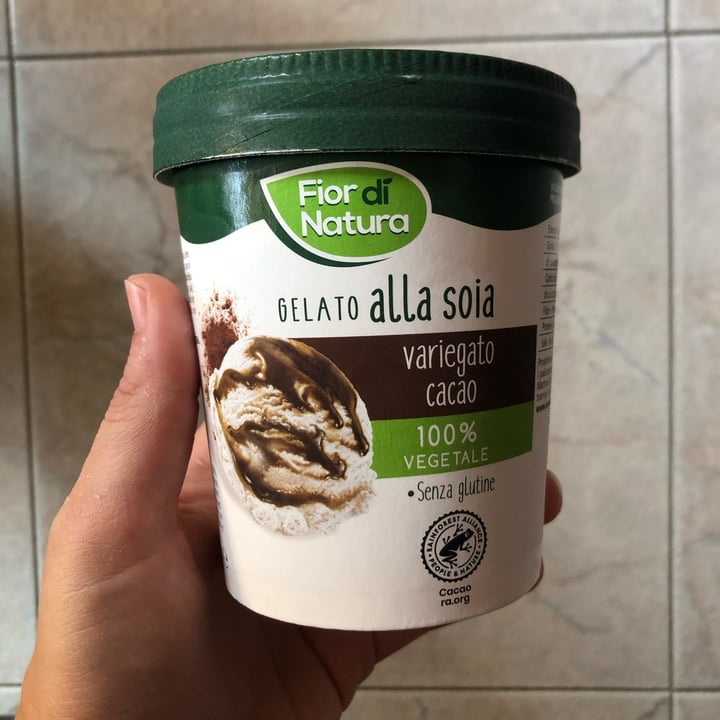 Fior di
Natura
GELATO alla soia
variegato
cacao
100%
VEGETALE
• Senza glutine
RAINFOREST ALLIANCE
PEOPLE & NATURE
Cacao
ra.org